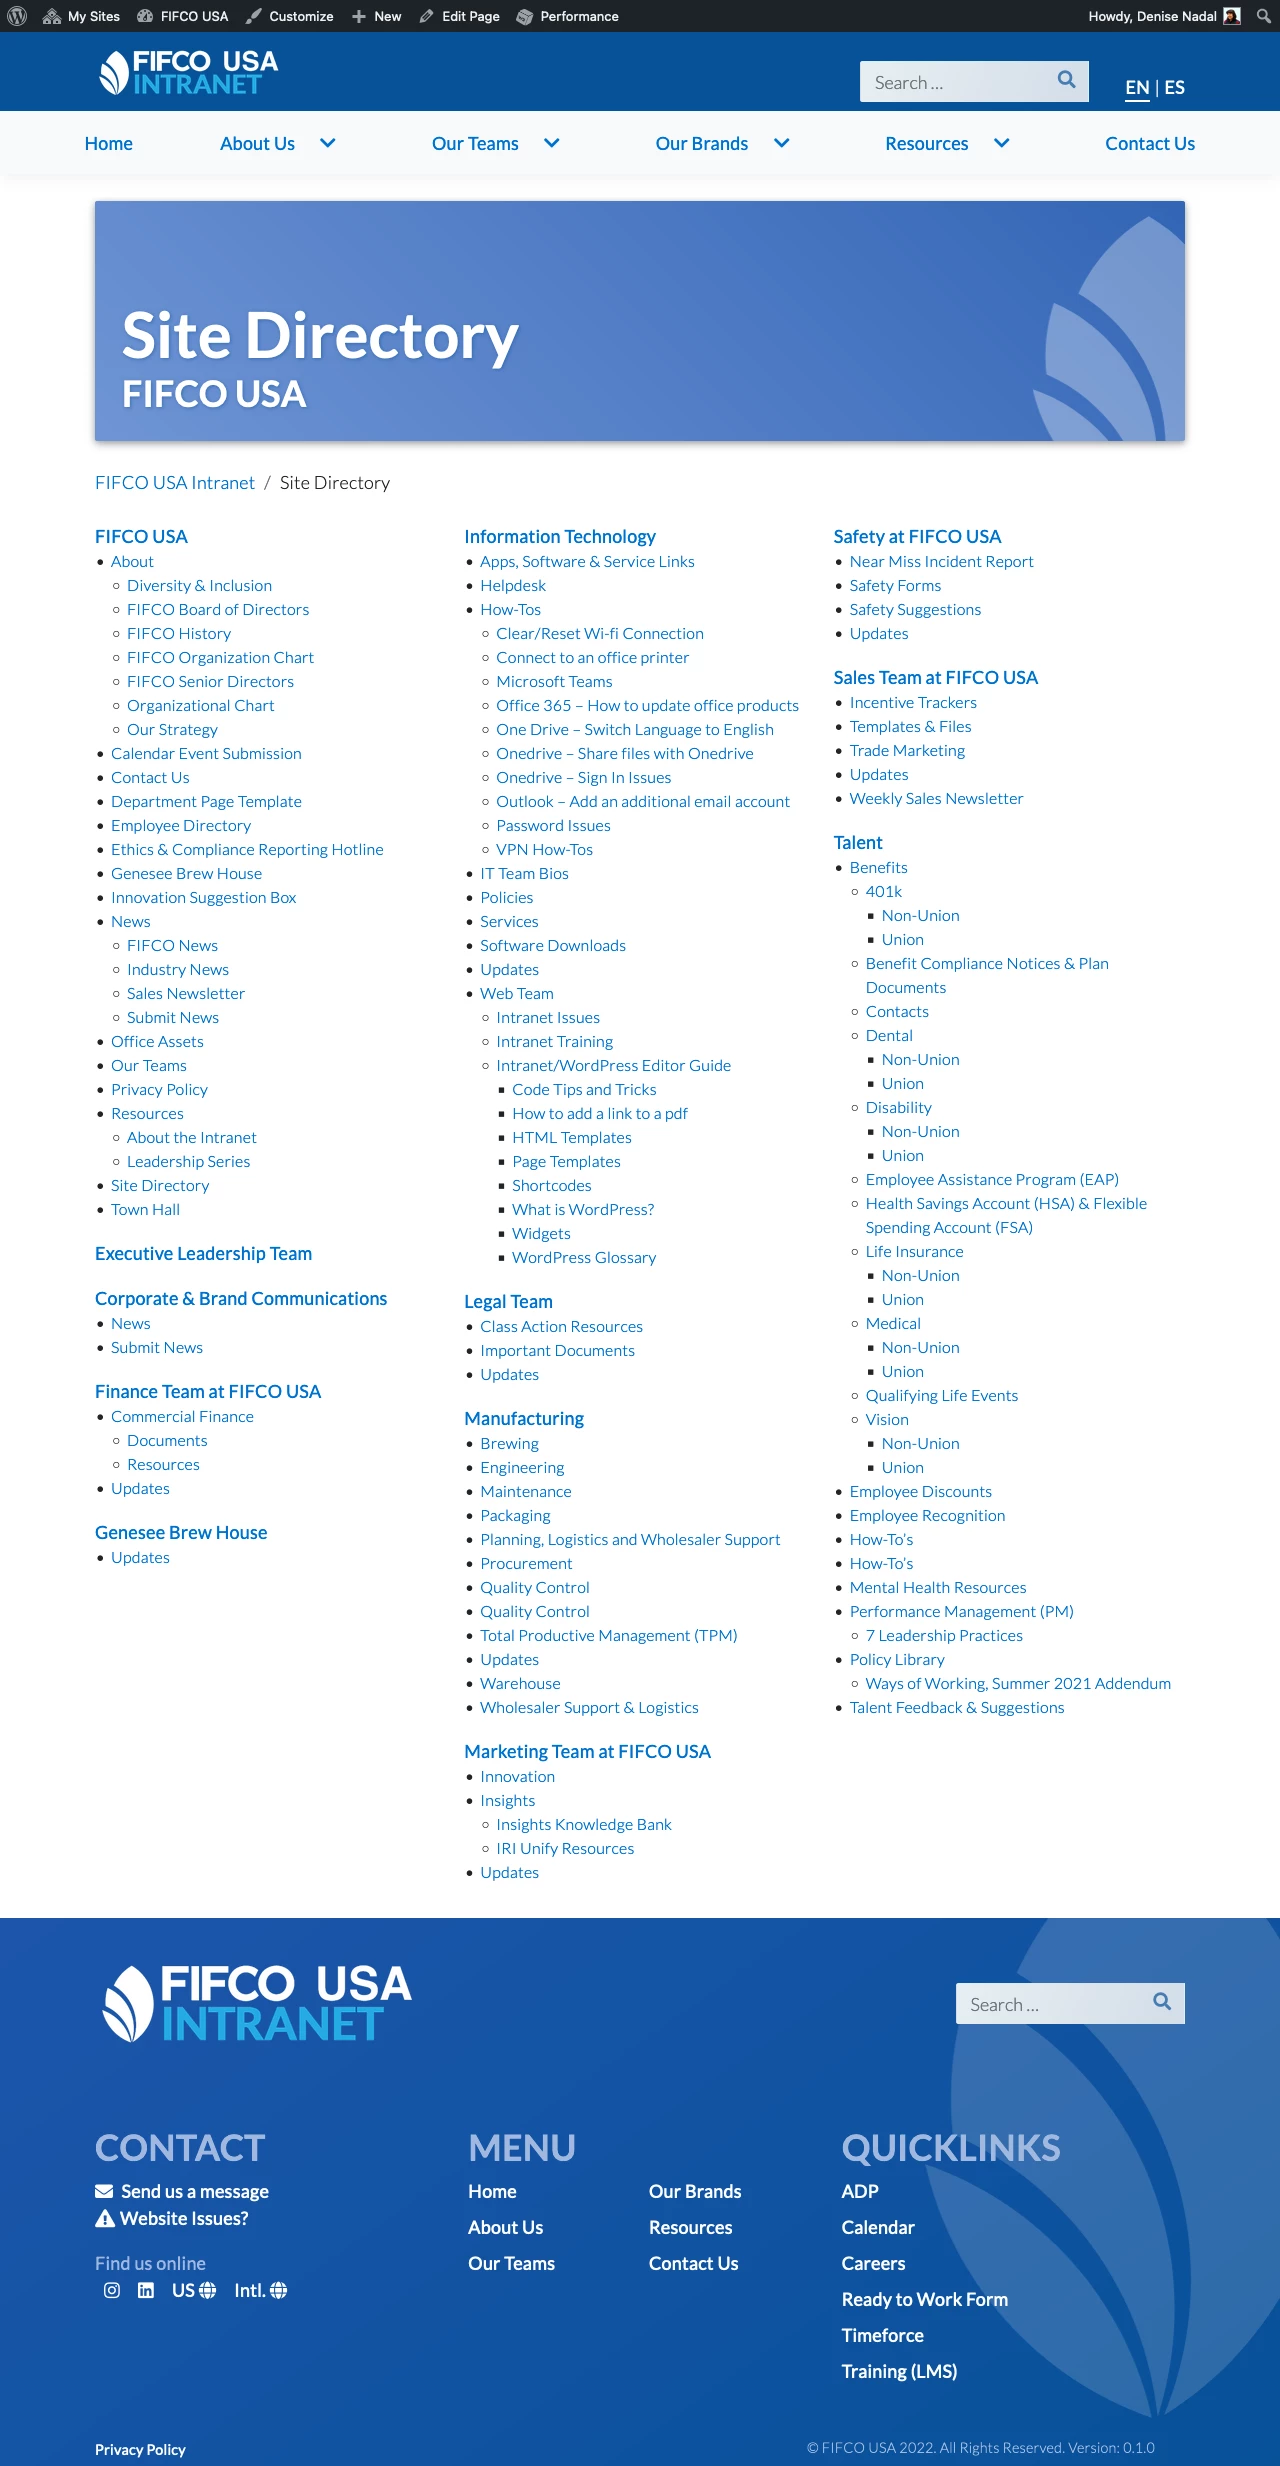 My Sites FIFCO USA Customize New Edit Page Performance Howdy, Denise Nadal
FIFCO USA
INTRANET
Search ...
EN | ES
Home About Us Our Teams Our Brands Resources Contact Us
Site Directory
FIFCO USA
FIFCO USA Intranet / Site Directory
FIFCO USA
About
Diversity & Inclusion
FIFCO Board of Directors
FIFCO History
FIFCO Organization Chart
FIFCO Senior Directors
Organizational Chart
Our Strategy
Calendar Event Submission
Contact Us
Department Page Template
Employee Directory
Ethics & Compliance Reporting Hotline
Genesee Brew House
Innovation Suggestion Box
News
FIFCO News
Industry News
Sales Newsletter
Submit News
Office Assets
Our Teams
Privacy Policy
Resources
About the Intranet
Leadership Series
Site Directory
Town Hall
Executive Leadership Team
Corporate & Brand Communications
News
Submit News
Finance Team at FIFCO USA
Commercial Finance
Documents
Resources
Updates
Genesee Brew House
Updates
Information Technology
Apps, Software & Service Links
Helpdesk
How-Tos
Clear/Reset Wi-fi Connection
Connect to an office printer
Microsoft Teams
Office 365 – How to update office products
One Drive – Switch Language to English
Onedrive – Share files with Onedrive
Onedrive – Sign In Issues
Outlook – Add an additional email account
Password Issues
VPN How-Tos
IT Team Bios
Policies
Services
Software Downloads
Updates
Web Team
Intranet Issues
Intranet Training
Intranet/WordPress Editor Guide
Code Tips and Tricks
How to add a link to a pdf
HTML Templates
Page Templates
Shortcodes
What is WordPress?
Widgets
WordPress Glossary
Legal Team
Class Action Resources
Important Documents
Updates
Manufacturing
Brewing
Engineering
Maintenance
Packaging
Planning, Logistics and Wholesaler Support
Procurement
Quality Control
Quality Control
Total Productive Management (TPM)
Updates
Warehouse
Wholesaler Support & Logistics
Marketing Team at FIFCO USA
Innovation
Insights
Insights Knowledge Bank
IRI Unify Resources
Updates
Safety at FIFCO USA
Near Miss Incident Report
Safety Forms
Safety Suggestions
Updates
Sales Team at FIFCO USA
Incentive Trackers
Templates & Files
Trade Marketing
Updates
Weekly Sales Newsletter
Talent
Benefits
401k
Non-Union
Union
Benefit Compliance Notices & Plan
Documents
Contacts
Dental
Non-Union
Union
Disability
Non-Union
Union
Employee Assistance Program (EAP)
Health Savings Account (HSA) & Flexible
Spending Account (FSA)
Life Insurance
Non-Union
Union
Medical
Non-Union
Union
Qualifying Life Events
Vision
Non-Union
Union
Employee Discounts
Employee Recognition
How-To’s
How-To’s
Mental Health Resources
Performance Management (PM)
7 Leadership Practices
Policy Library
Ways of Working, Summer 2021 Addendum
Talent Feedback & Suggestions
FIFCO USA
INTRANET
Search ...
CONTACT
Send us a message
Website Issues?
Find us online
US Intl.
MENU
Home
About Us
Our Teams
Our Brands
Resources
Contact Us
QUICKLINKS
ADP
Calendar
Careers
Ready to Work Form
Timeforce
Training (LMS)
Privacy Policy
© FIFCO USA 2022. All Rights Reserved. Version: 0.1.0